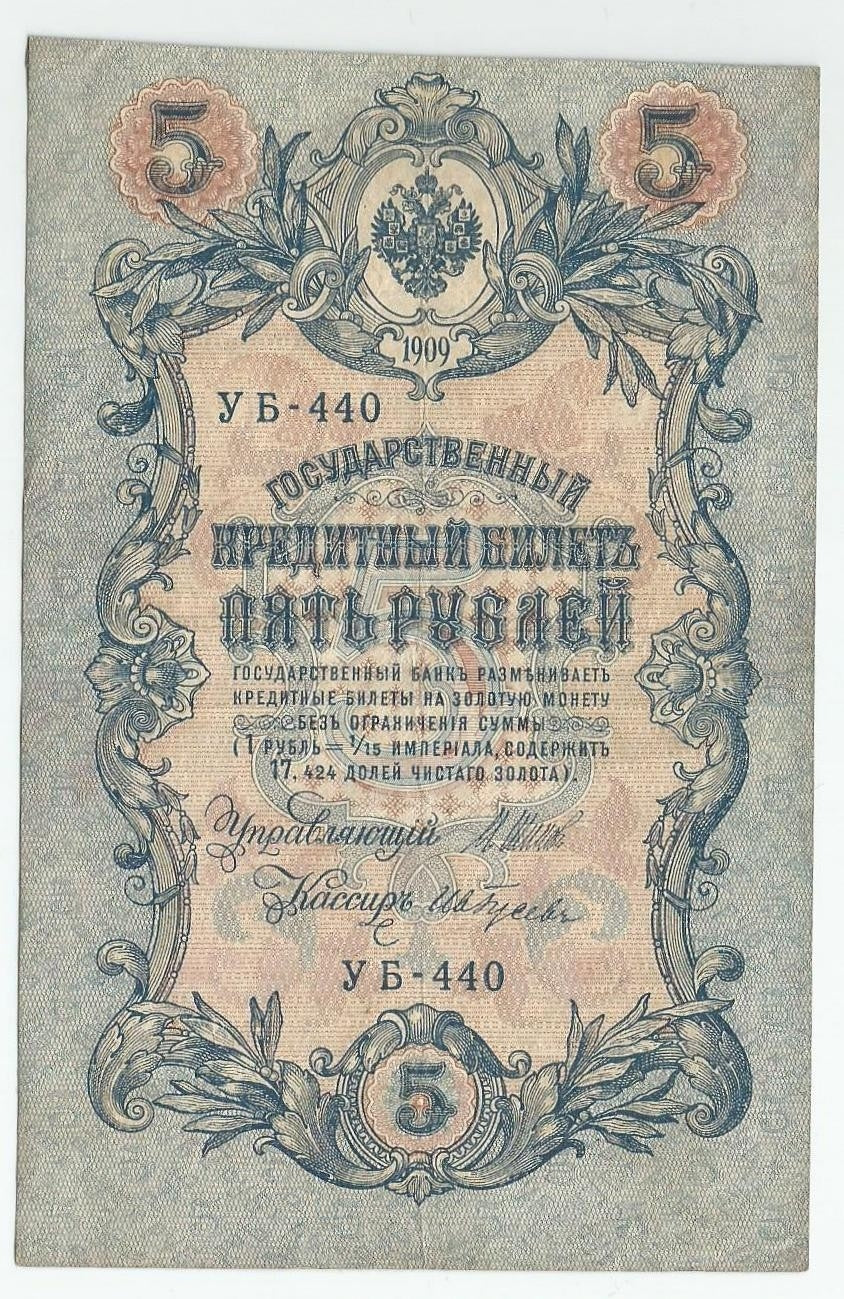 5 5
1909
УБ-440
ГОСУДАРСТВЕННЫЙ
КРЕДИТНЫЙ БИЛЕТЪ
ПЯТЬ РУБЛЕЙ
ГОСУДАРСТВЕННЫЙ БАНКЪ РАЗМѢНИВАЕТЪ
КРЕДИТНЫЕ БИЛЕТЫ НА ЗОЛОТУЮ МОНЕТУ
БЕЗЪ ОГРАНИЧЕНІЯ СУММЫ
(1 РУБЛЬ = 1/15 ИМПЕРІАЛА, СОДЕРЖИТЪ
17,424 ДОЛЕЙ ЧИСТАГО ЗОЛОТА).
Управляющій
Кассиръ
УБ-440
5